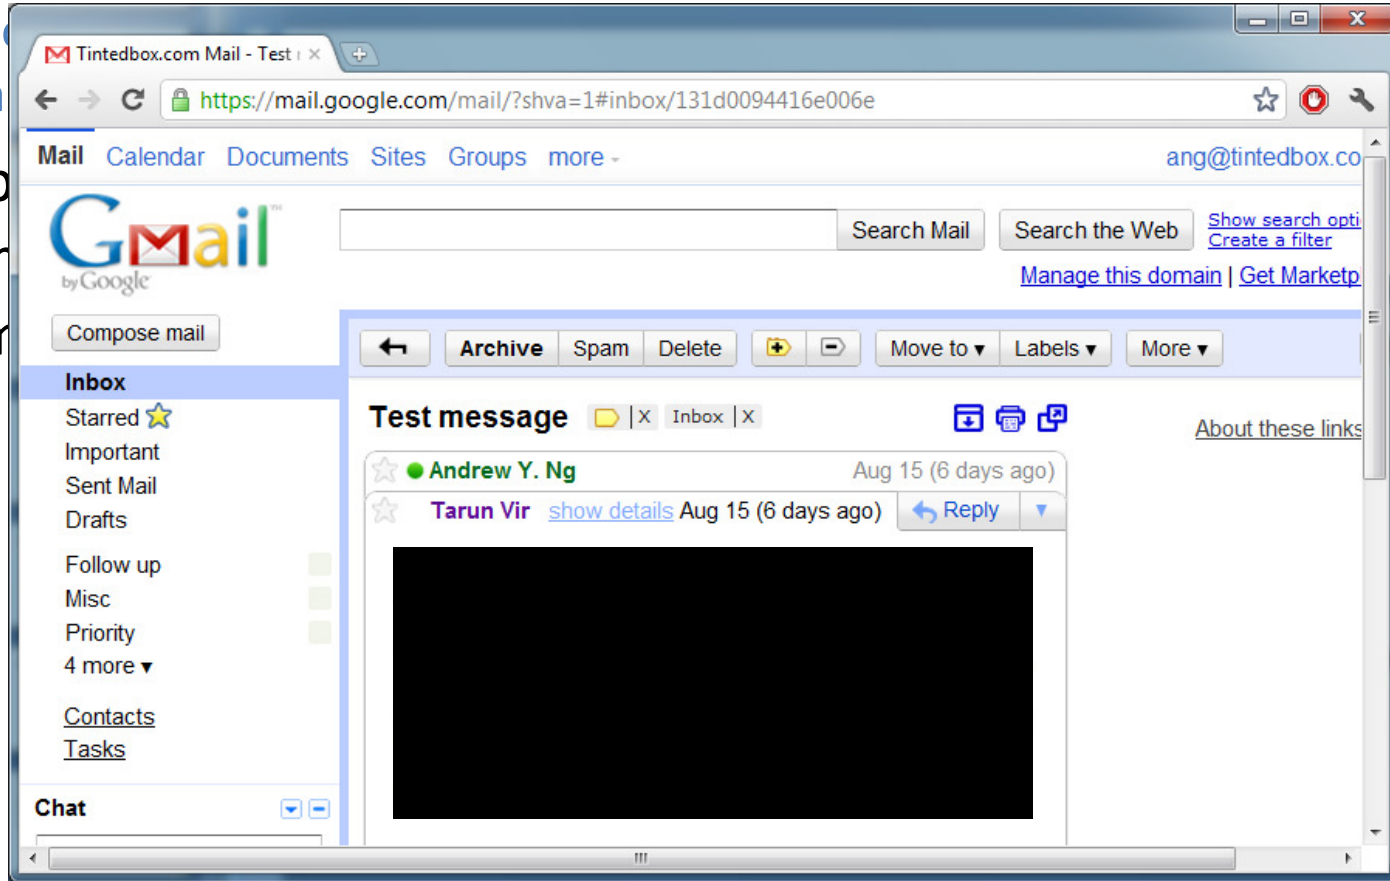 Tintedbox.com Mail - Test
https://mail.google.com/mail/?shva=1#inbox/131d0094416e006e
Mail Calendar Documents Sites Groups more
ang@tintedbox.co
Gmail™
by Google
Search Mail Search the Web
Show search opti
Create a filter
Manage this domain | Get Marketp
Compose mail
Archive Spam Delete Move to ▾ Labels ▾ More ▾
Inbox
Starred
Important
Sent Mail
Drafts
Follow up
Misc
Priority
4 more ▾
Contacts
Tasks
Chat
Test message | X Inbox | X
About these links
Andrew Y. Ng Aug 15 (6 days ago)
Tarun Vir show details Aug 15 (6 days ago) Reply